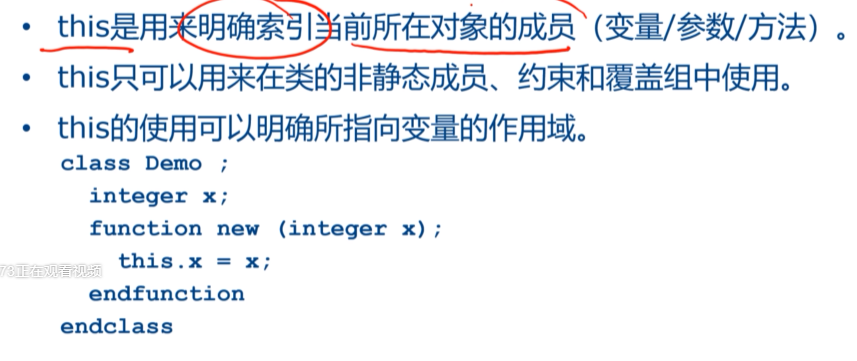 • this是用来明确索引当前所在对象的成员（变量/参数/方法）。
• this只可以用来在类的非静态成员、约束和覆盖组中使用。
• this的使用可以明确所指向变量的作用域。
class Demo ;
integer x;
function new (integer x);
this.x = x;
78正在观看视频
endfunction
endclass